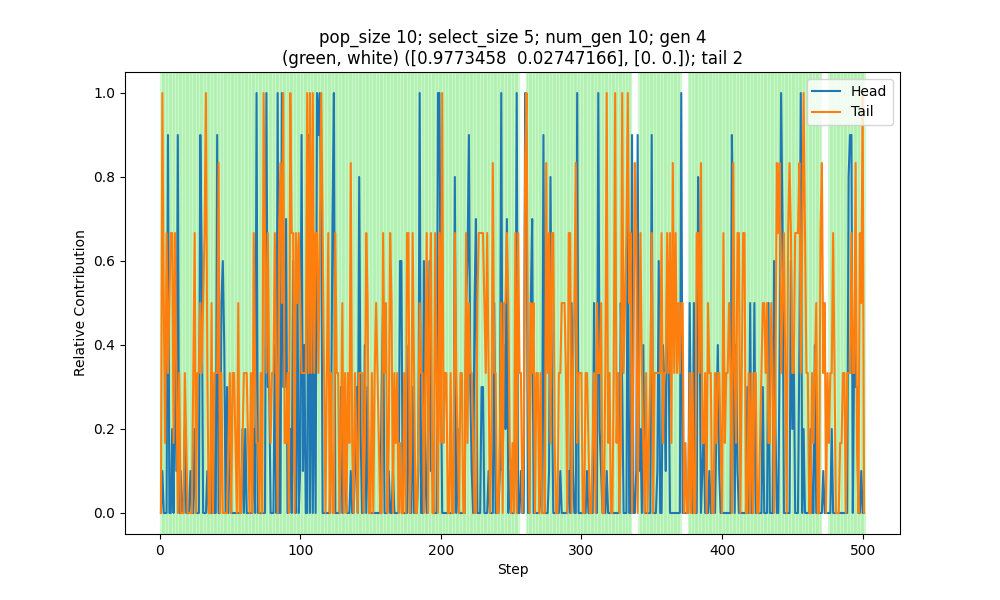 pop_size 10; select_size 5; num_gen 10; gen 4
(green, white) ([0.9773458  0.02747166], [0. 0.]); tail 2
Head
Tail
Relative Contribution
1.0
0.8
0.6
0.4
0.2
0.0
0
100
200
300
400
500
Step